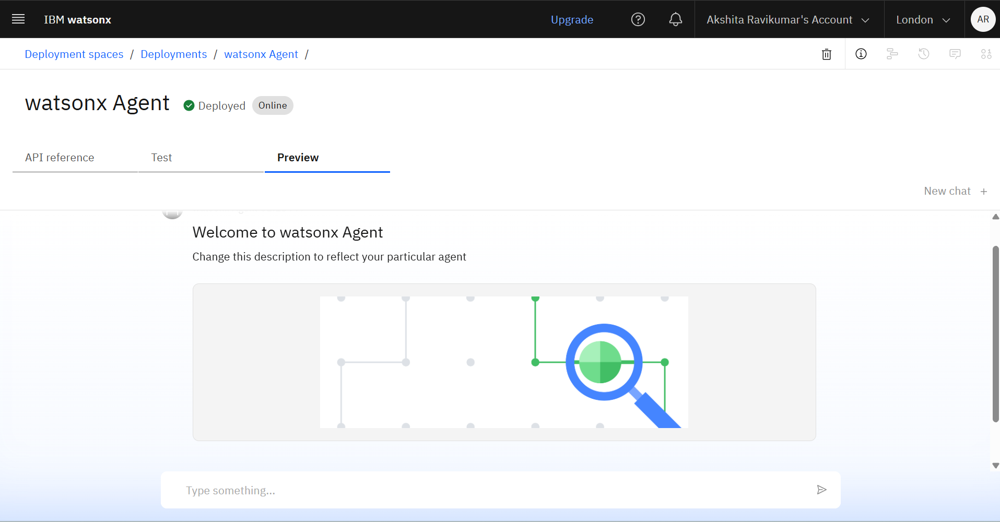 IBM watsonx
Upgrade
Akshita Ravikumar's Account
London
AR
Deployment spaces / Deployments / watsonx Agent /
watsonx Agent
Deployed
Online
API reference
Test
Preview
New chat +
Welcome to watsonx Agent
Change this description to reflect your particular agent
Type something...